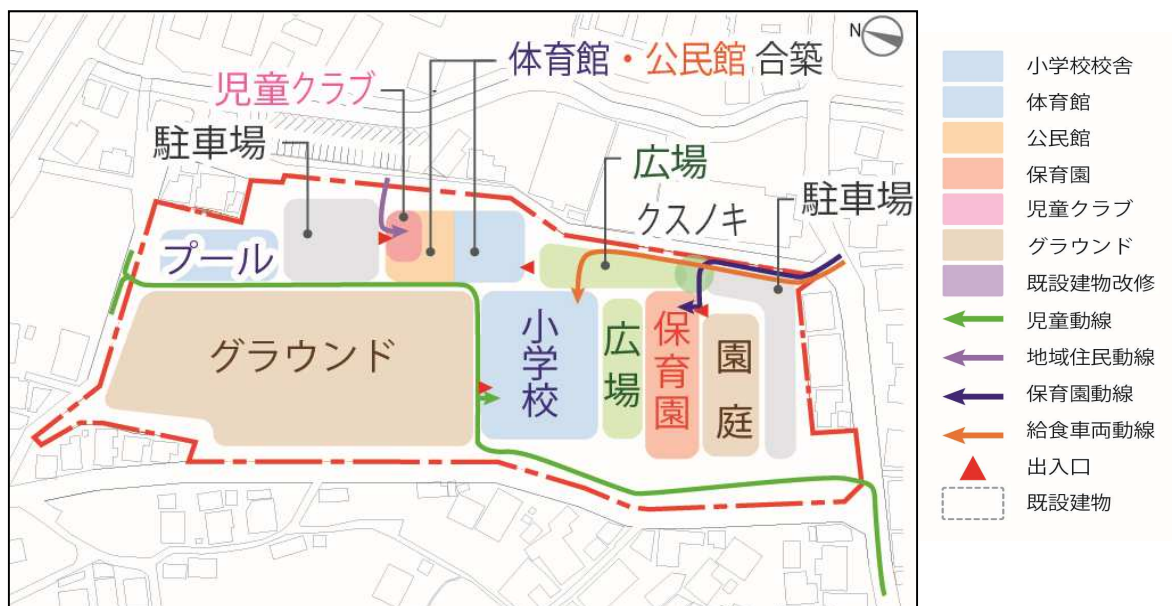 N
体育館・公民館 合築
児童クラブ
駐車場
広場
クスノキ
駐車場
プール
グラウンド
小学校
広場
保育園
園庭
小学校校舎
体育館
公民館
保育園
児童クラブ
グラウンド
既設建物改修
児童動線
地域住民動線
保育園動線
給食車両動線
出入口
既設建物